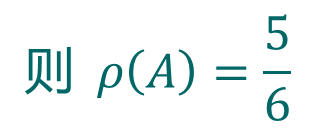 则 ρ(A) = 5/6